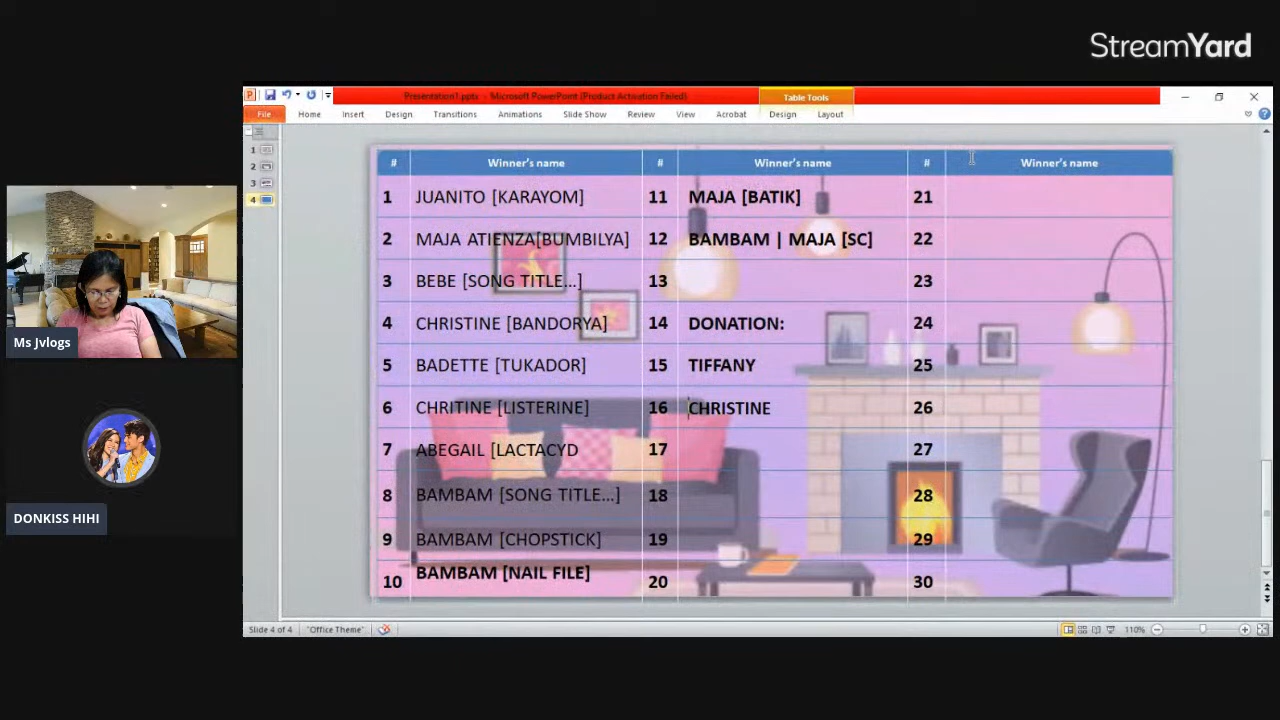 StreamYard
Presentation1.pptx - Microsoft PowerPoint (Product Activation Failed)
Table Tools
File Home Insert Design Transitions Animations Slide Show Review View Acrobat Design Layout
1
2
3
4
# Winner's name # Winner's name # Winner's name
1 JUANITO [KARAYOM] 11 MAJA [BATIK] 21
2 MAJA ATIENZA[BUMBILYA] 12 BAMBAM | MAJA [SC] 22
3 BEBE [SONG TITLE...] 13 23
4 CHRISTINE [BANDORYA] 14 DONATION: 24
5 BADETTE [TUKADOR] 15 TIFFANY 25
6 CHRITINE [LISTERINE] 16 CHRISTINE 26
7 ABEGAIL [LACTACYD 17 27
8 BAMBAM [SONG TITLE...] 18 28
9 BAMBAM [CHOPSTICK] 19 29
10 BAMBAM [NAIL FILE] 20 30
Ms Jvlogs
DONKISS HIHI
Slide 4 of 4 "Office Theme" 110%